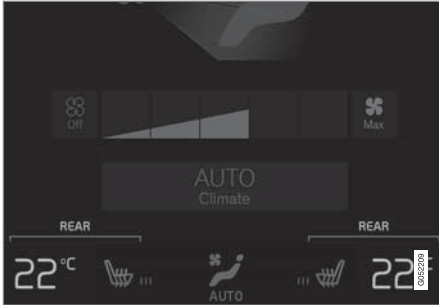 Off
Max
AUTO
Climate
REAR REAR
22°C 22
AUTO
G052209